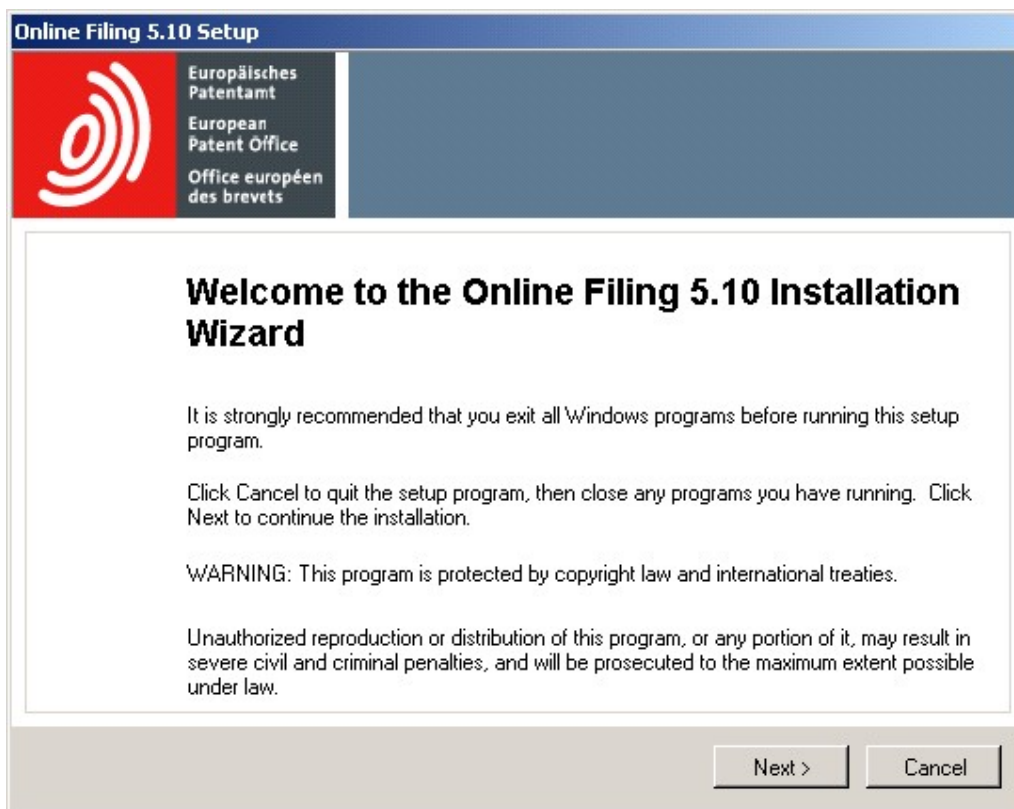 Online Filing 5.10 Setup
Europäisches
Patentamt
European
Patent Office
Office européen
des brevets
Welcome to the Online Filing 5.10 Installation
Wizard
It is strongly recommended that you exit all Windows programs before running this setup
program.
Click Cancel to quit the setup program, then close any programs you have running.  Click
Next to continue the installation.
WARNING: This program is protected by copyright law and international treaties.
Unauthorized reproduction or distribution of this program, or any portion of it, may result in
severe civil and criminal penalties, and will be prosecuted to the maximum extent possible
under law.
Next >
Cancel